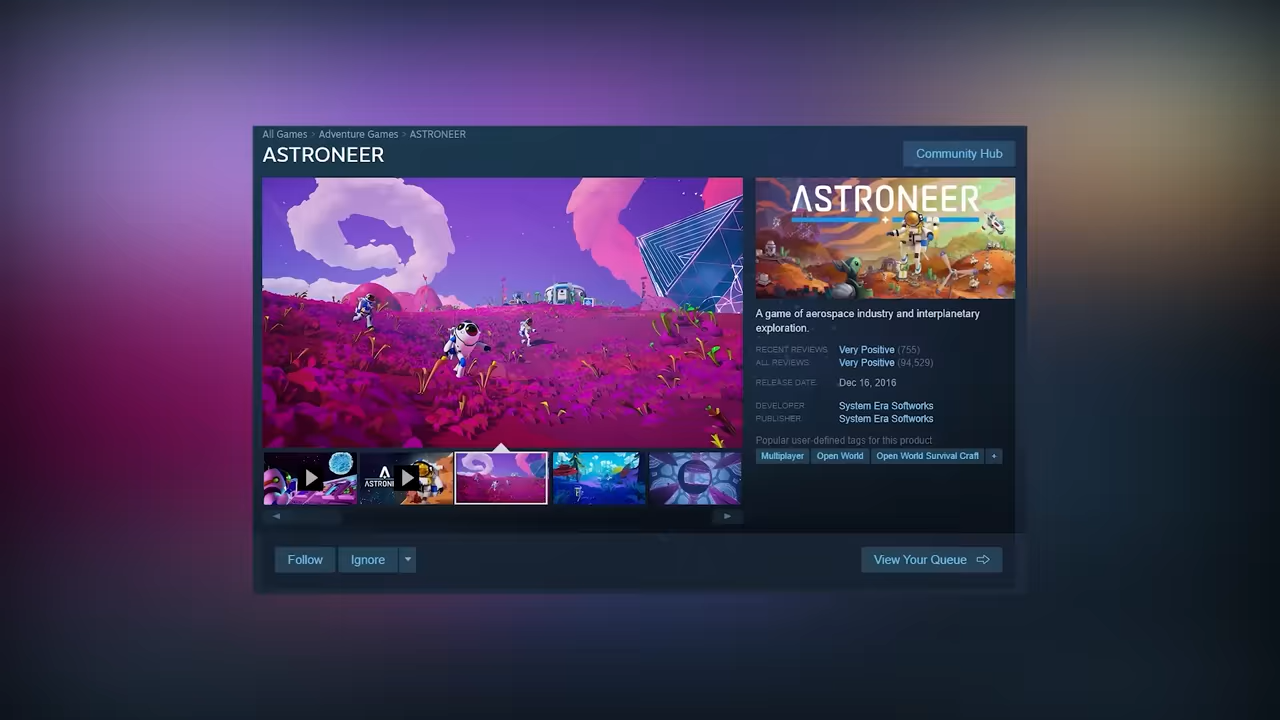 All Games > Adventure Games > ASTRONEER
ASTRONEER
Community Hub
ASTRONEER
A game of aerospace industry and interplanetary
exploration.
RECENT REVIEWS Very Positive (755)
ALL REVIEWS Very Positive (94,529)
RELEASE DATE: Dec 16, 2016
DEVELOPER System Era Softworks
PUBLISHER System Era Softworks
Popular user-defined tags for this product
Multiplayer Open World Open World Survival Craft +
ASTRONE
Follow Ignore View Your Queue